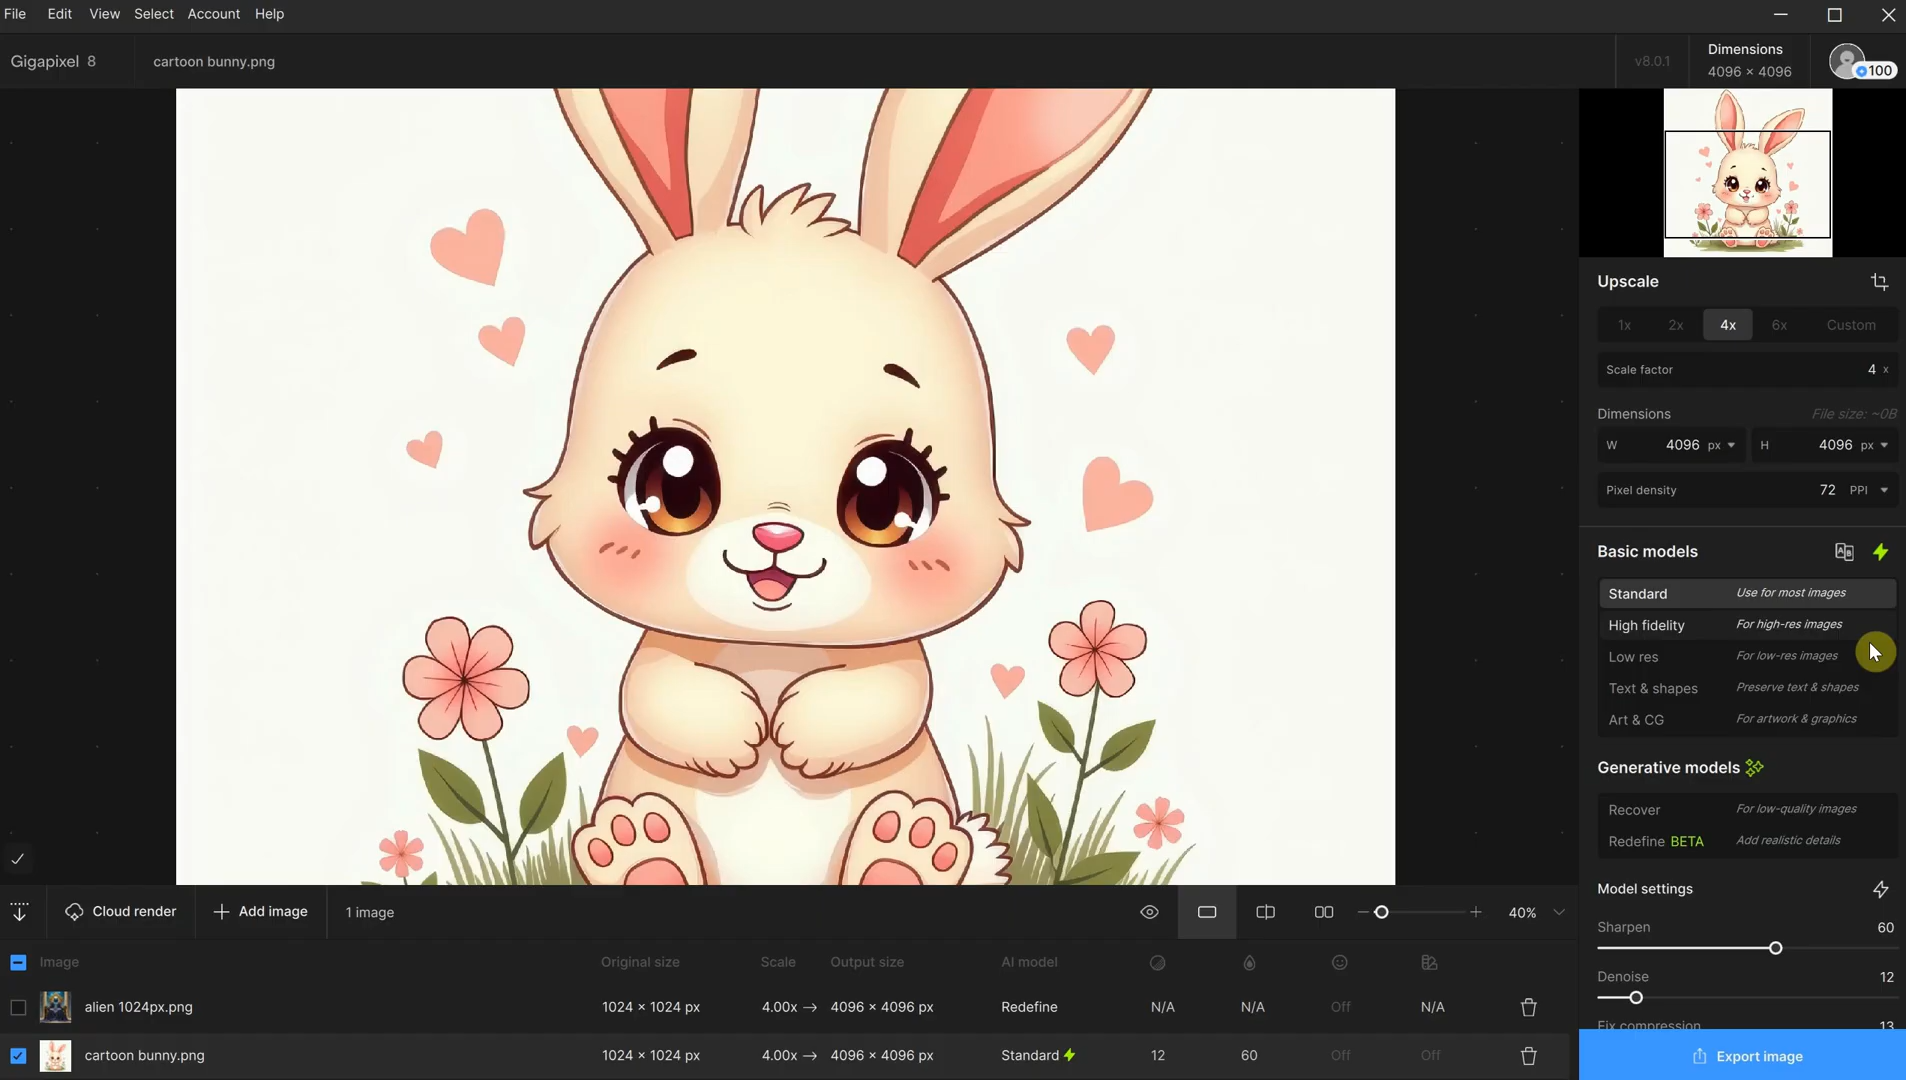 File Edit View Select Account Help
Gigapixel 8 cartoon bunny.png v8.0.1 Dimensions 4096 × 4096 100
Upscale
1x 2x 4x 6x Custom
Scale factor 4 x
Dimensions File size: ~0B
W 4096 px H 4096 px
Pixel density 72 PPI
Basic models
Standard Use for most images
High fidelity For high-res images
Low res For low-res images
Text & shapes Preserve text & shapes
Art & CG For artwork & graphics
Generative models
Recover For low-quality images
Redefine BETA Add realistic details
Model settings
Sharpen 60
Denoise 12
Fix compression 13
Export image
Cloud render Add image 1 image 40%
Image Original size Scale Output size AI model
alien 1024px.png 1024 × 1024 px 4.00x → 4096 × 4096 px Redefine N/A N/A Off N/A
cartoon bunny.png 1024 × 1024 px 4.00x → 4096 × 4096 px Standard 12 60 Off Off